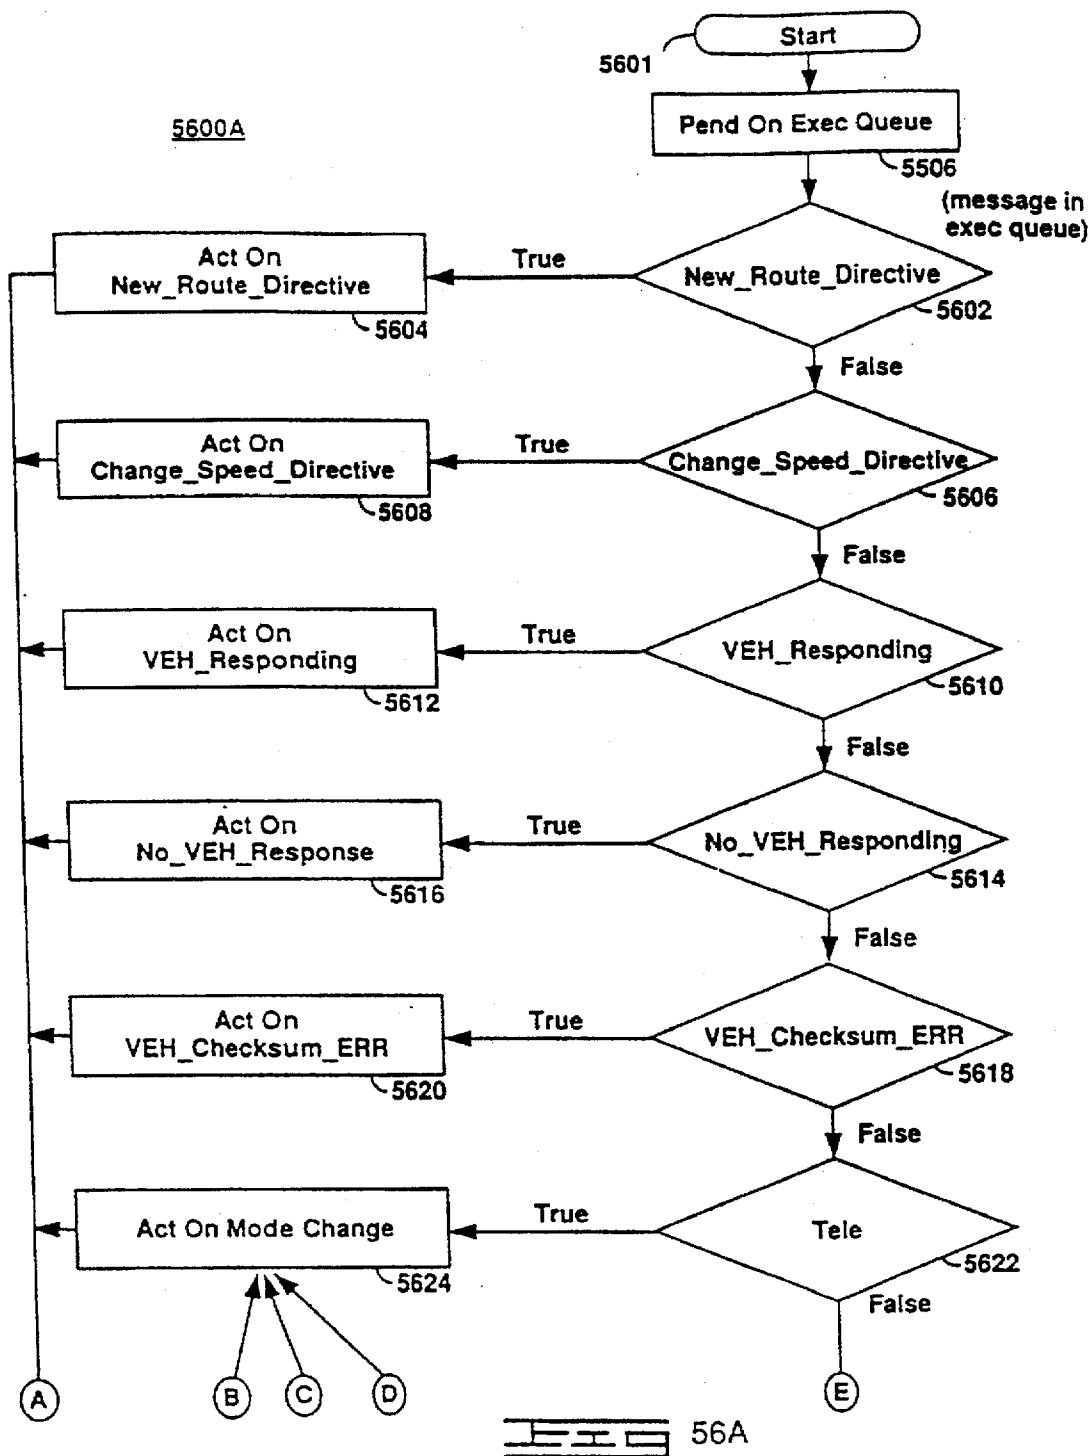 Start
5601
5600A
Pend On Exec Queue
5506
(message in
exec queue)
Act On
New_Route_Directive
5604
True
New_Route_Directive
5602
False
Act On
Change_Speed_Directive
5608
True
Change_Speed_Directive
5606
False
Act On
VEH_Responding
5612
True
VEH_Responding
5610
False
Act On
No_VEH_Response
5616
True
No_VEH_Responding
5614
False
Act On
VEH_Checksum_ERR
5620
True
VEH_Checksum_ERR
5618
False
Act On Mode Change
5624
True
Tele
5622
False
A
B
C
D
E
56A